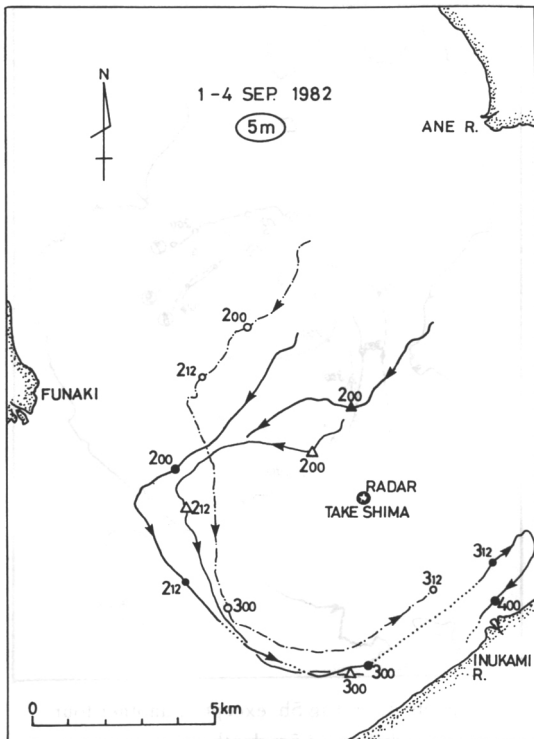 N
1-4 SEP. 1982
5m
ANE R.
200
212
FUNAKI
200
200
200
RADAR
TAKE SHIMA
212
212
300
312
312
400
300
300
INUKAMI
R.
0 5km